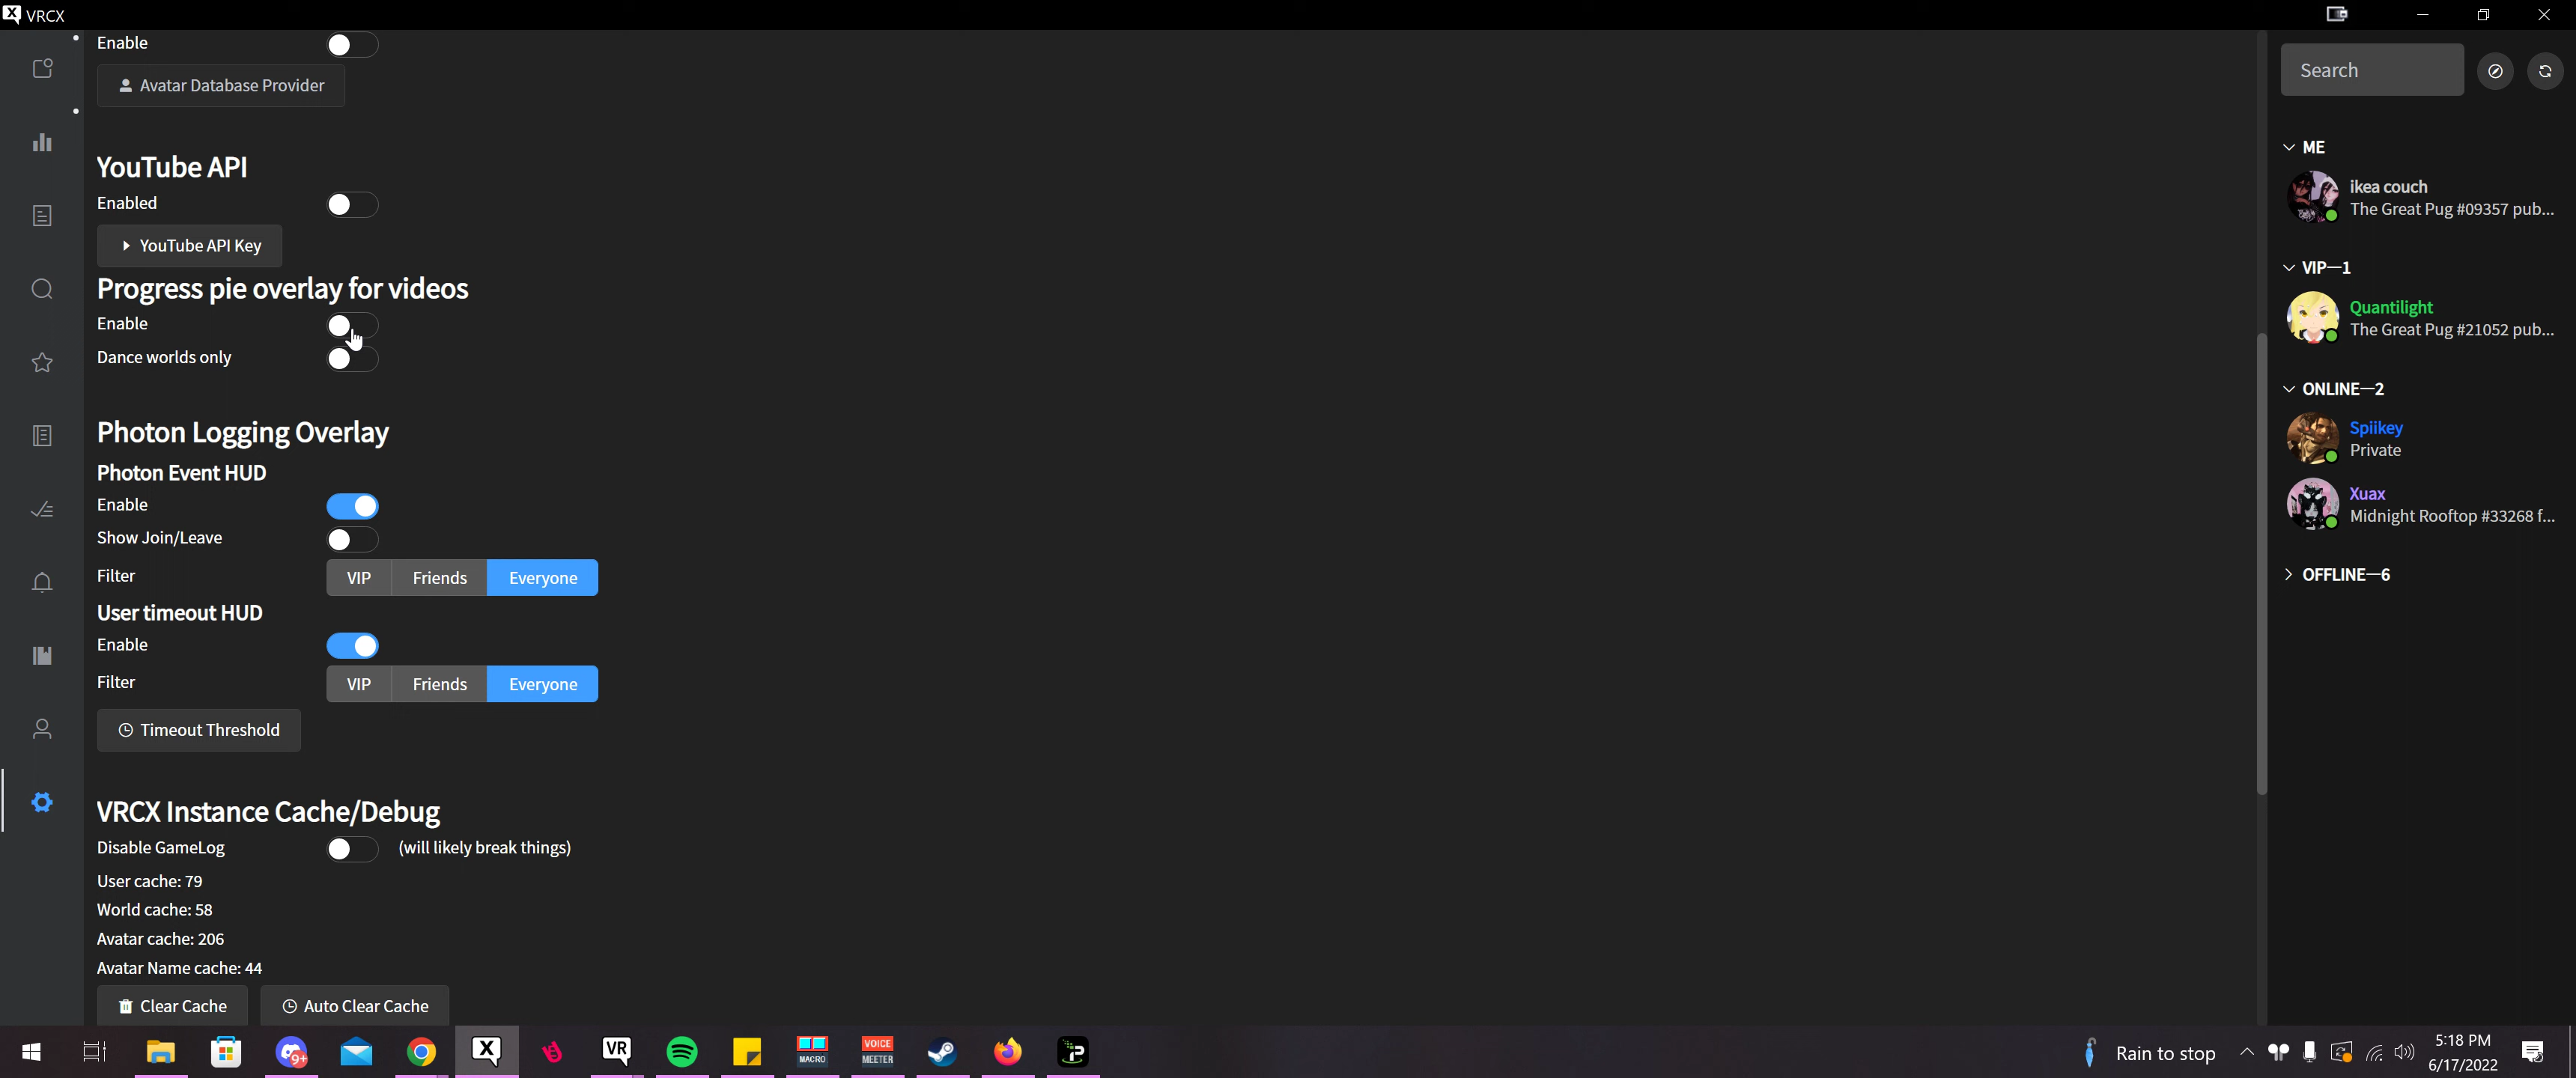 VRCX
Enable
Avatar Database Provider
YouTube API
Enabled
YouTube API Key
Progress pie overlay for videos
Enable
Dance worlds only
Photon Logging Overlay
Photon Event HUD
Enable
Show Join/Leave
Filter VIP Friends Everyone
User timeout HUD
Enable
Filter VIP Friends Everyone
Timeout Threshold
VRCX Instance Cache/Debug
Disable GameLog (will likely break things)
User cache: 79
World cache: 58
Avatar cache: 206
Avatar Name cache: 44
Clear Cache Auto Clear Cache
Search
ME
ikea couch
The Great Pug #09357 pub...
VIP—1
Quantilight
The Great Pug #21052 pub...
ONLINE—2
Spiikey
Private
Xuax
Midnight Rooftop #33268 f...
OFFLINE—6
9+
X
VR
MACRO
VOICE
MEETER
Rain to stop
5:18 PM
6/17/2022